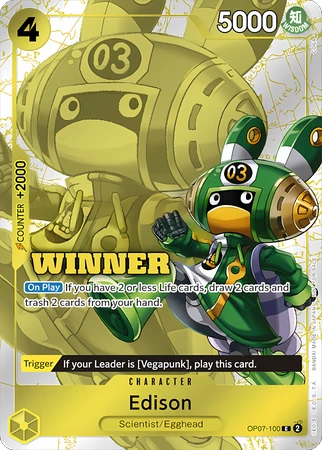 4
5000
知
WISDOM
COUNTER +2000
03
03
WINNER
On Play If you have 2 or less Life cards, draw 2 cards and
trash 2 cards from your hand.
Trigger If your Leader is [Vegapunk], play this card.
CHARACTER
Edison
Scientist/Egghead
OP07-100 C 2